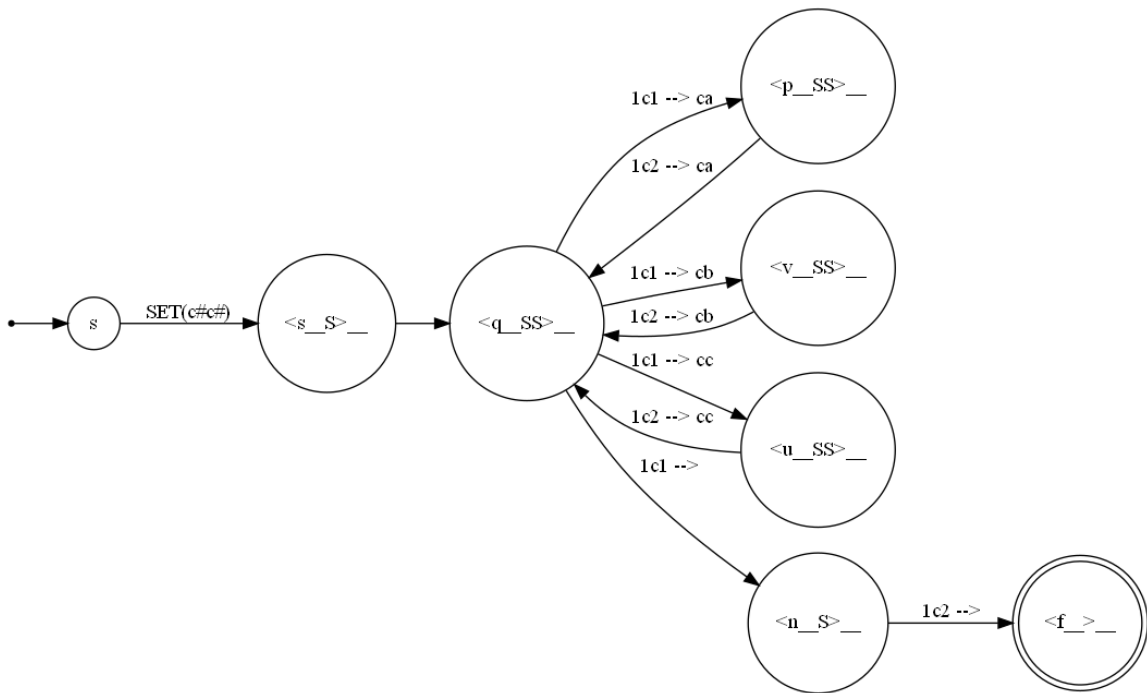 <p__SS>__
1c1 --> ca
1c2 --> ca
<v__SS>__
1c1 --> cb
1c2 --> cb
s
SET(c#c#)
<s__S>__
<q__SS>__
1c1 --> cc
1c2 --> cc
<u__SS>__
1c1 -->
<n__S>__
1c2 -->
<f__>__